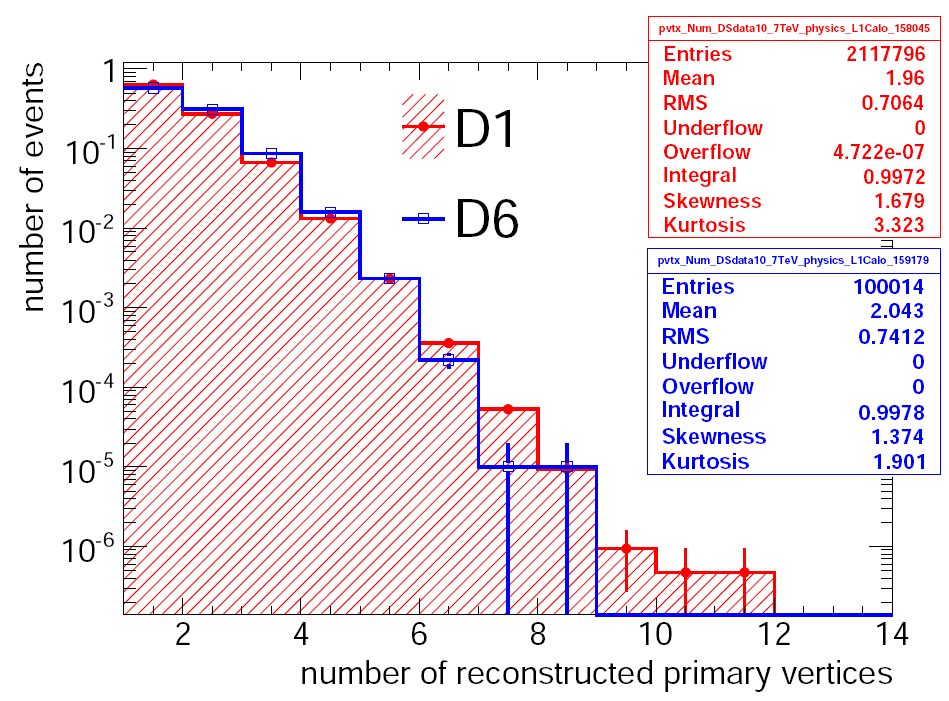 pvtx_Num_DSdata10_7TeV_physics_L1Calo_158045
Entries 2117796
Mean 1.96
RMS 0.7064
Underflow 0
Overflow 4.722e-07
Integral 0.9972
Skewness 1.679
Kurtosis 3.323
pvtx_Num_DSdata10_7TeV_physics_L1Calo_159179
Entries 100014
Mean 2.043
RMS 0.7412
Underflow 0
Overflow 0
Integral 0.9978
Skewness 1.374
Kurtosis 1.901
D1
D6
number of events
1
10⁻¹
10⁻²
10⁻³
10⁻⁴
10⁻⁵
10⁻⁶
2 4 6 8 10 12 14
number of reconstructed primary vertices